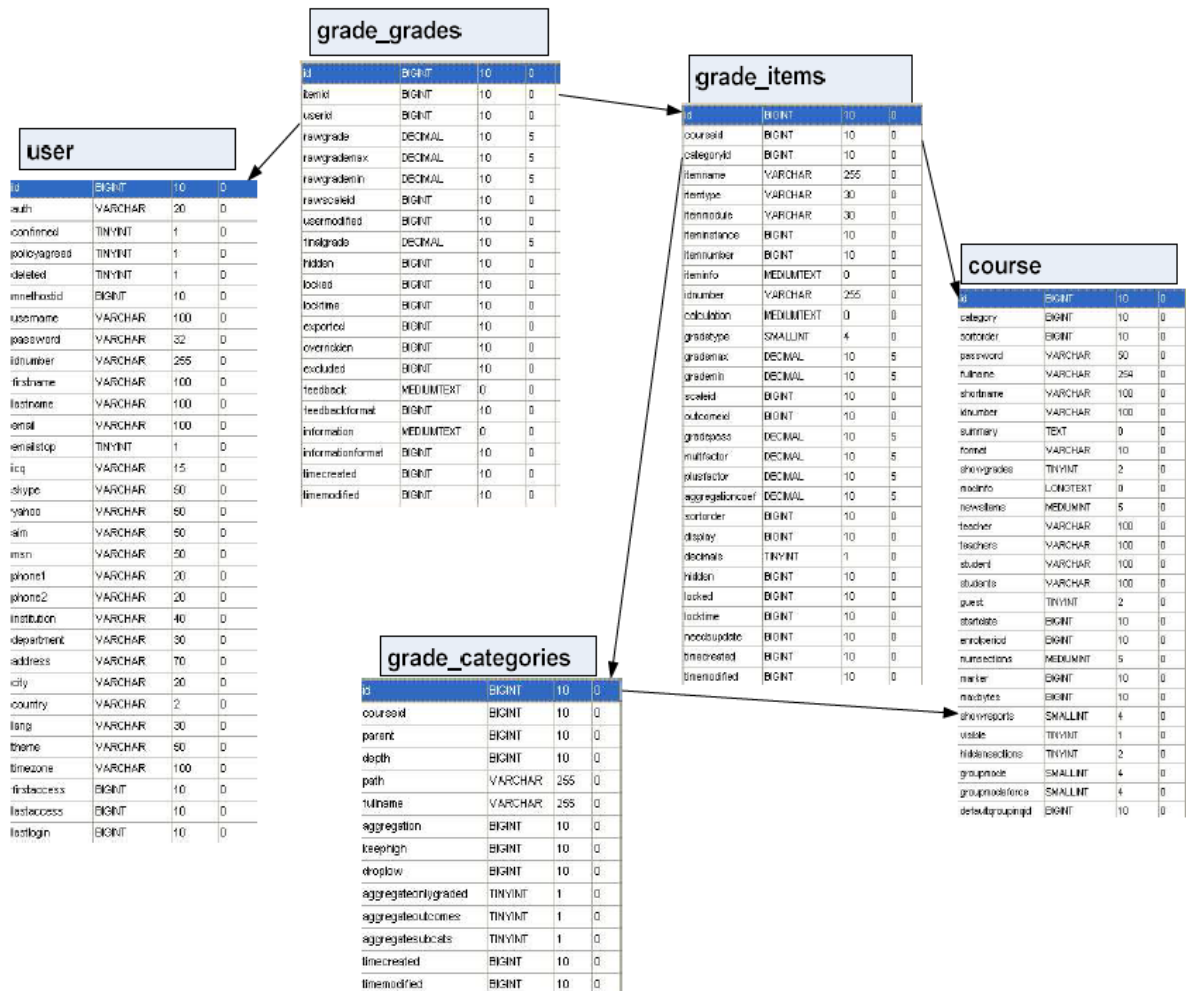 grade_grades
id BIGINT 10 0
itemid BIGINT 10 0
userid BIGINT 10 0
rawgrade DECIMAL 10 5
rawgrademax DECIMAL 10 5
rawgrademin DECIMAL 10 5
rawscaleid BIGINT 10 0
usermodified BIGINT 10 0
finalgrade DECIMAL 10 5
hidden BIGINT 10 0
locked BIGINT 10 0
locktime BIGINT 10 0
exported BIGINT 10 0
overridden BIGINT 10 0
excluded BIGINT 10 0
feedback MEDIUMTEXT 0 0
feedbackformat BIGINT 10 0
information MEDIUMTEXT 0 0
informationformat BIGINT 10 0
timecreated BIGINT 10 0
timemodified BIGINT 10 0
grade_items
id BIGINT 10 0
courseid BIGINT 10 0
categoryid BIGINT 10 0
itemname VARCHAR 255 0
itemtype VARCHAR 30 0
itemmodule VARCHAR 30 0
iteminstance BIGINT 10 0
itemnumber BIGINT 10 0
iteminfo MEDIUMTEXT 0 0
idnumber VARCHAR 255 0
calculation MEDIUMTEXT 0 0
gradetype SMALLINT 4 0
grademax DECIMAL 10 5
grademin DECIMAL 10 5
scaleid BIGINT 10 0
outcomeid BIGINT 10 0
gradepass DECIMAL 10 5
multfactor DECIMAL 10 5
plusfactor DECIMAL 10 5
aggregationcoef DECIMAL 10 5
sortorder BIGINT 10 0
display BIGINT 10 0
decimals TINYINT 1 0
hidden BIGINT 10 0
locked BIGINT 10 0
locktime BIGINT 10 0
needsupdate BIGINT 10 0
timecreated BIGINT 10 0
timemodified BIGINT 10 0
user
id BIGINT 10 0
auth VARCHAR 20 0
confirmed TINYINT 1 0
policyagreed TINYINT 1 0
deleted TINYINT 1 0
mnethostid BIGINT 10 0
username VARCHAR 100 0
password VARCHAR 32 0
idnumber VARCHAR 255 0
firstname VARCHAR 100 0
lastname VARCHAR 100 0
email VARCHAR 100 0
emailstop TINYINT 1 0
icq VARCHAR 15 0
skype VARCHAR 50 0
yahoo VARCHAR 50 0
aim VARCHAR 50 0
msn VARCHAR 50 0
phone1 VARCHAR 20 0
phone2 VARCHAR 20 0
institution VARCHAR 40 0
department VARCHAR 30 0
address VARCHAR 70 0
city VARCHAR 20 0
country VARCHAR 2 0
lang VARCHAR 30 0
theme VARCHAR 50 0
timezone VARCHAR 100 0
firstaccess BIGINT 10 0
lastaccess BIGINT 10 0
lastlogin BIGINT 10 0
course
id BIGINT 10 0
category BIGINT 10 0
sortorder BIGINT 10 0
password VARCHAR 50 0
fullname VARCHAR 254 0
shortname VARCHAR 100 0
idnumber VARCHAR 100 0
summary TEXT 0 0
format VARCHAR 10 0
showgrades TINYINT 2 0
modinfo LONGTEXT 0 0
newsitems MEDIUMINT 5 0
teacher VARCHAR 100 0
teachers VARCHAR 100 0
student VARCHAR 100 0
students VARCHAR 100 0
guest TINYINT 2 0
startdate BIGINT 10 0
enrolperiod BIGINT 10 0
numsections MEDIUMINT 5 0
marker BIGINT 10 0
maxbytes BIGINT 10 0
showreports SMALLINT 4 0
visible TINYINT 1 0
hiddensections TINYINT 2 0
groupmode SMALLINT 4 0
groupmodeforce SMALLINT 4 0
defaultgroupingid BIGINT 10 0
grade_categories
id BIGINT 10 0
courseid BIGINT 10 0
parent BIGINT 10 0
depth BIGINT 10 0
path VARCHAR 255 0
fullname VARCHAR 255 0
aggregation BIGINT 10 0
keephigh BIGINT 10 0
droplow BIGINT 10 0
aggregateonlygraded TINYINT 1 0
aggregateoutcomes TINYINT 1 0
aggregatesubcats TINYINT 1 0
timecreated BIGINT 10 0
timemodified BIGINT 10 0